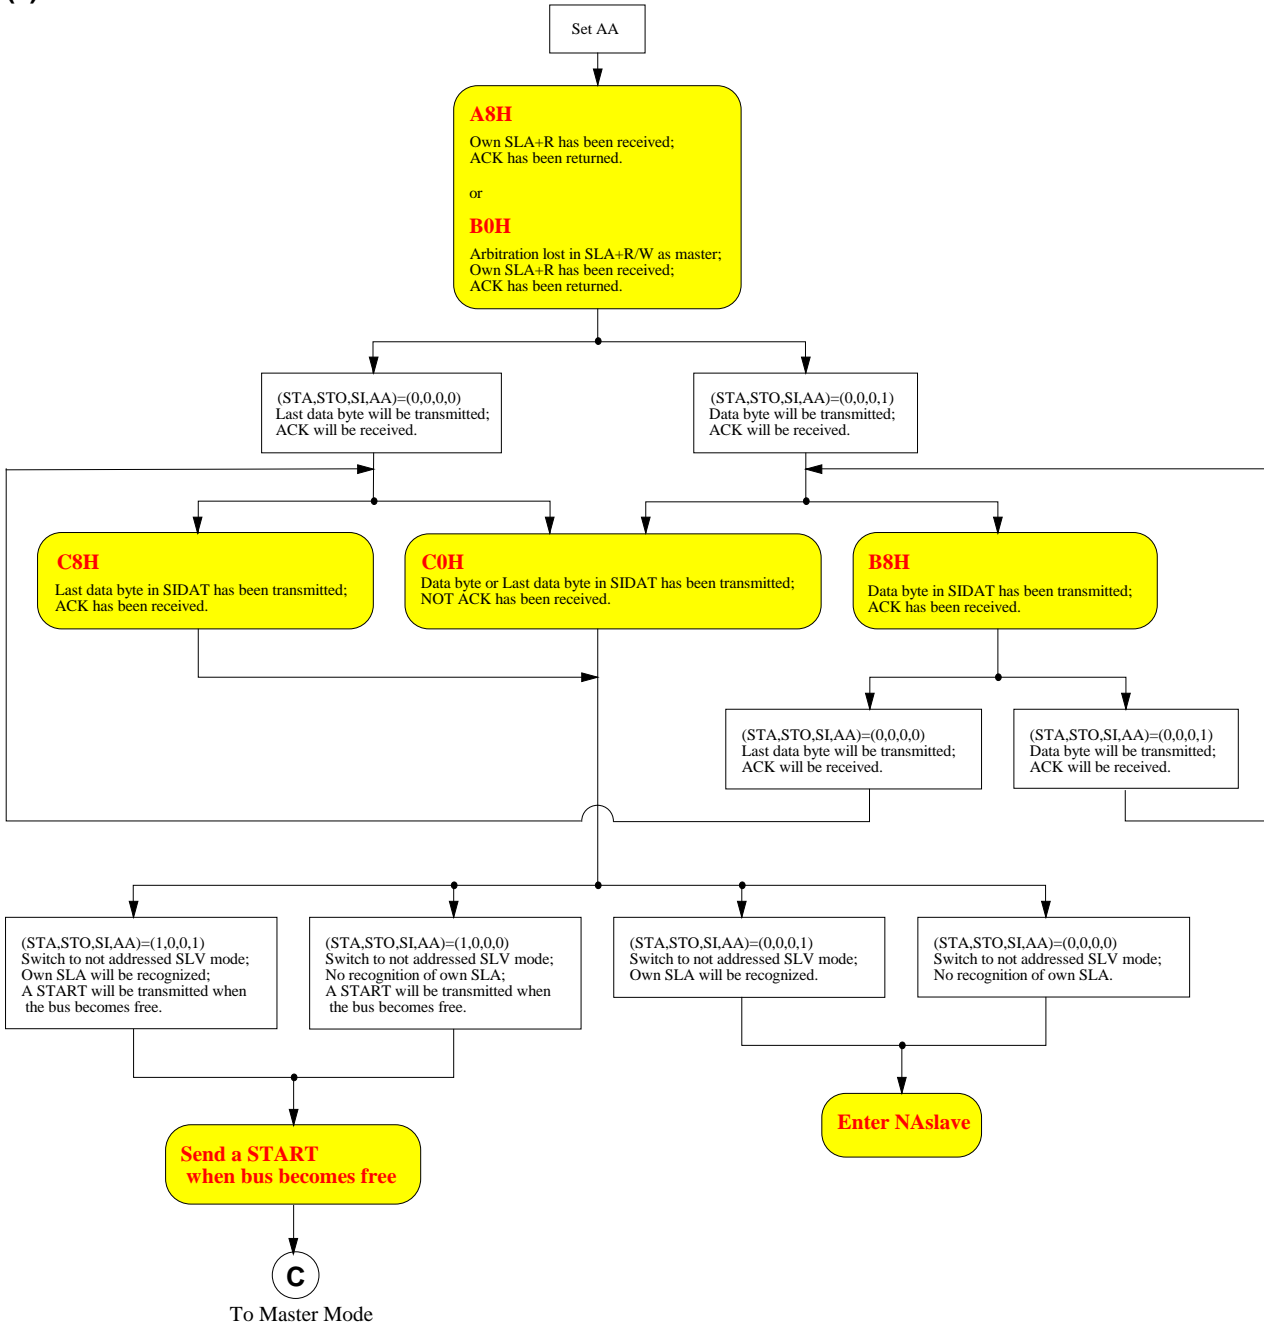 Set AA
A8H
Own SLA+R has been received;
ACK has been returned.
or
B0H
Arbitration lost in SLA+R/W as master;
Own SLA+R has been received;
ACK has been returned.
(STA,STO,SI,AA)=(0,0,0,0)
Last data byte will be transmitted;
ACK will be received.
(STA,STO,SI,AA)=(0,0,0,1)
Data byte will be transmitted;
ACK will be received.
C8H
Last data byte in SIDAT has been transmitted;
ACK has been received.
C0H
Data byte or Last data byte in SIDAT has been transmitted;
NOT ACK has been received.
B8H
Data byte in SIDAT has been transmitted;
ACK has been received.
(STA,STO,SI,AA)=(0,0,0,0)
Last data byte will be transmitted;
ACK will be received.
(STA,STO,SI,AA)=(0,0,0,1)
Data byte will be transmitted;
ACK will be received.
(STA,STO,SI,AA)=(1,0,0,1)
Switch to not addressed SLV mode;
Own SLA will be recognized;
A START will be transmitted when
the bus becomes free.
(STA,STO,SI,AA)=(1,0,0,0)
Switch to not addressed SLV mode;
No recognition of own SLA;
A START will be transmitted when
the bus becomes free.
(STA,STO,SI,AA)=(0,0,0,1)
Switch to not addressed SLV mode;
Own SLA will be recognized.
(STA,STO,SI,AA)=(0,0,0,0)
Switch to not addressed SLV mode;
No recognition of own SLA.
Enter NAslave
Send a START
when bus becomes free
C
To Master Mode